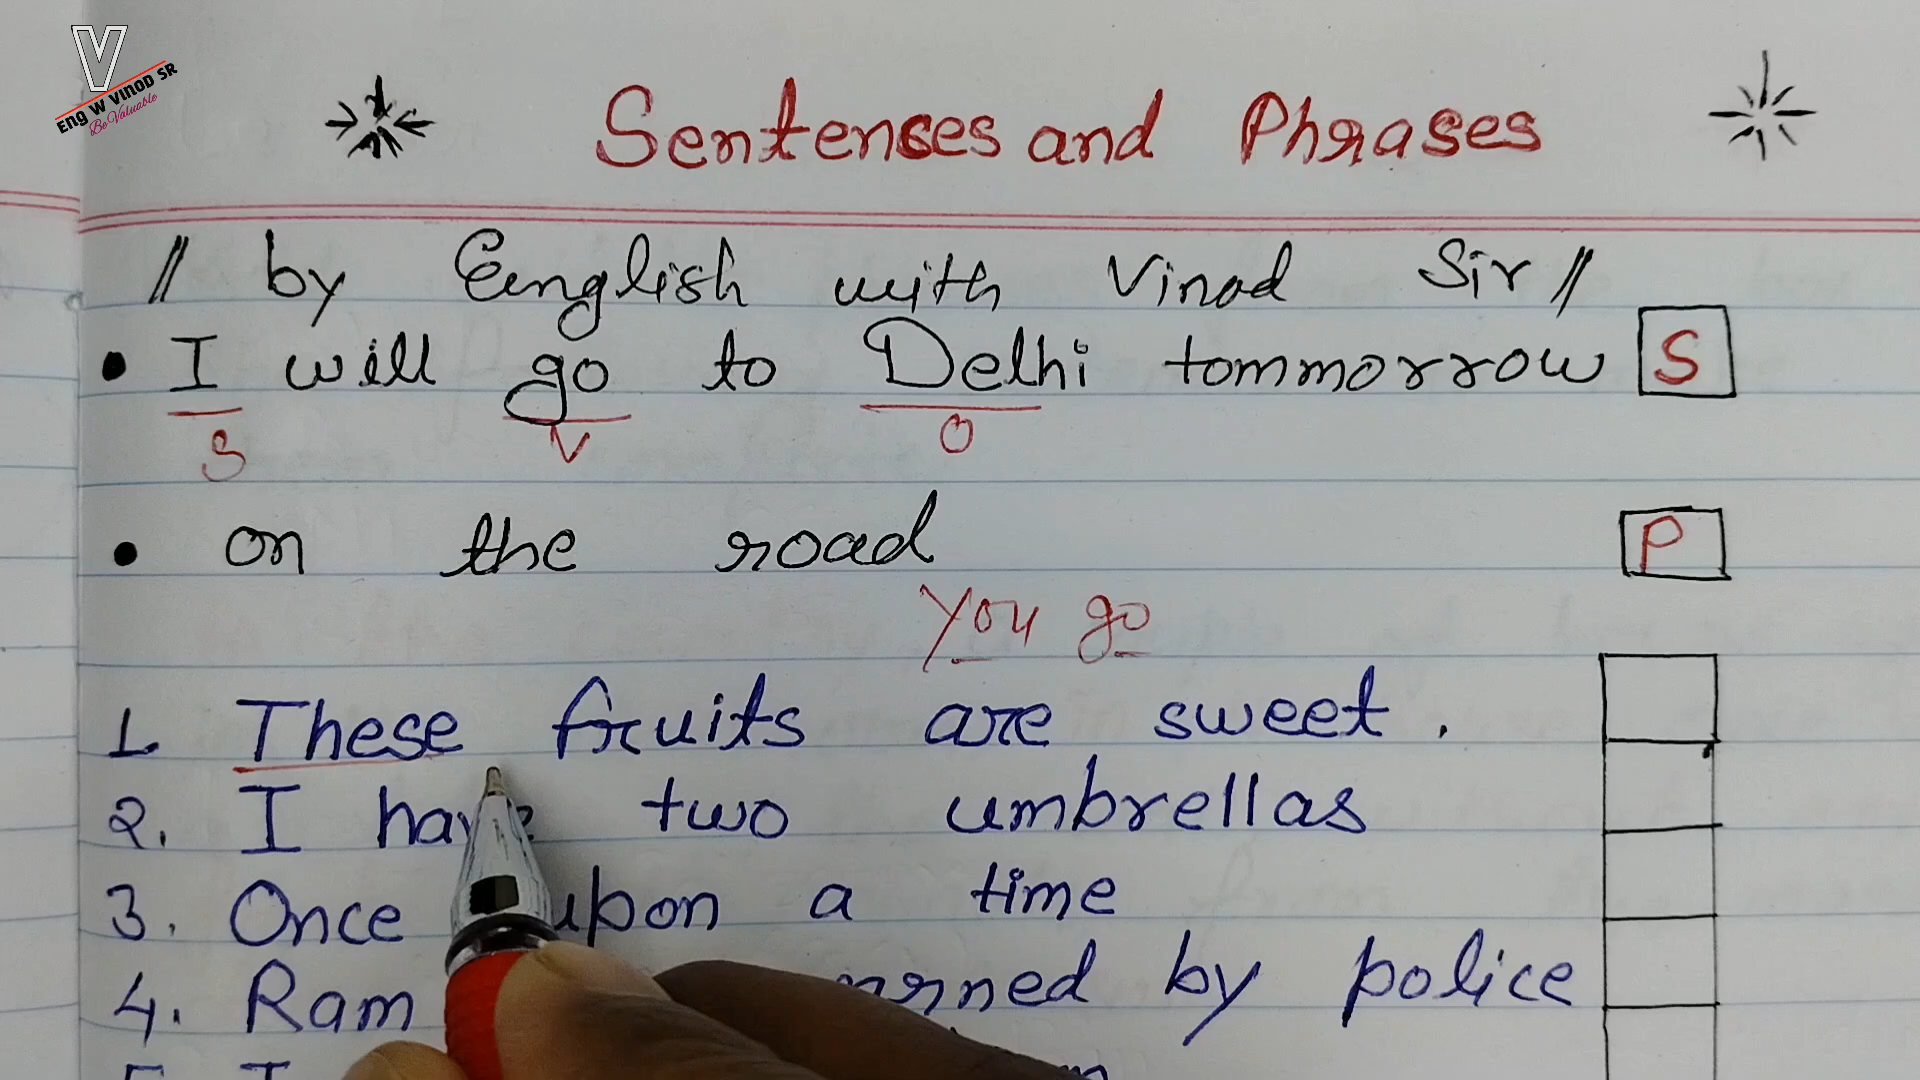 V
Eng W Vinod SR
Be Valuable
Sentenses and Phrases
// by Eenglish with Vinod Sir //
• I will go to Delhi tommorrow S
S V O
• on the road P
You go
1. These fruits are sweet.
2. I have two umbrellas
3. Once upon a time
4. Ram by police